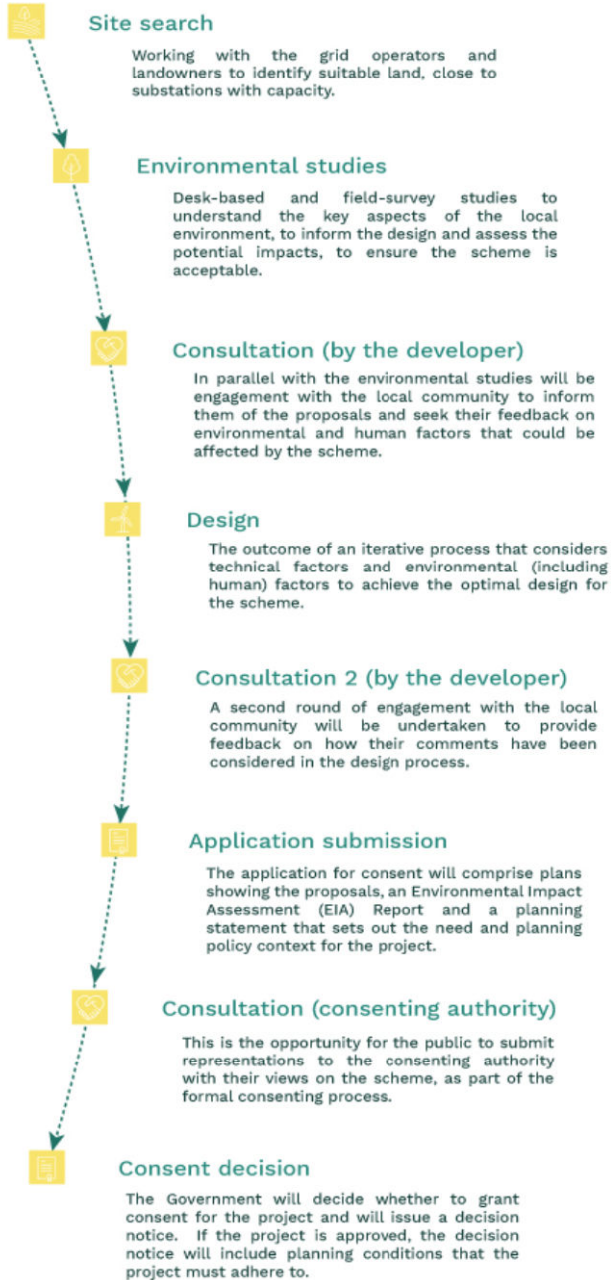 Site search
Working with the grid operators and
landowners to identify suitable land, close to
substations with capacity.
Environmental studies
Desk-based and field-survey studies to
understand the key aspects of the local
environment, to inform the design and assess the
potential impacts, to ensure the scheme is
acceptable.
Consultation (by the developer)
In parallel with the environmental studies will be
engagement with the local community to inform
them of the proposals and seek their feedback on
environmental and human factors that could be
affected by the scheme.
Design
The outcome of an iterative process that considers
technical factors and environmental (including
human) factors to achieve the optimal design for
the scheme.
Consultation 2 (by the developer)
A second round of engagement with the local
community will be undertaken to provide
feedback on how their comments have been
considered in the design process.
Application submission
The application for consent will comprise plans
showing the proposals, an Environmental Impact
Assessment (EIA) Report and a planning
statement that sets out the need and planning
policy context for the project.
Consultation (consenting authority)
This is the opportunity for the public to submit
representations to the consenting authority
with their views on the scheme, as part of the
formal consenting process.
Consent decision
The Government will decide whether to grant
consent for the project and will issue a decision
notice. If the project is approved, the decision
notice will include planning conditions that the
project must adhere to.